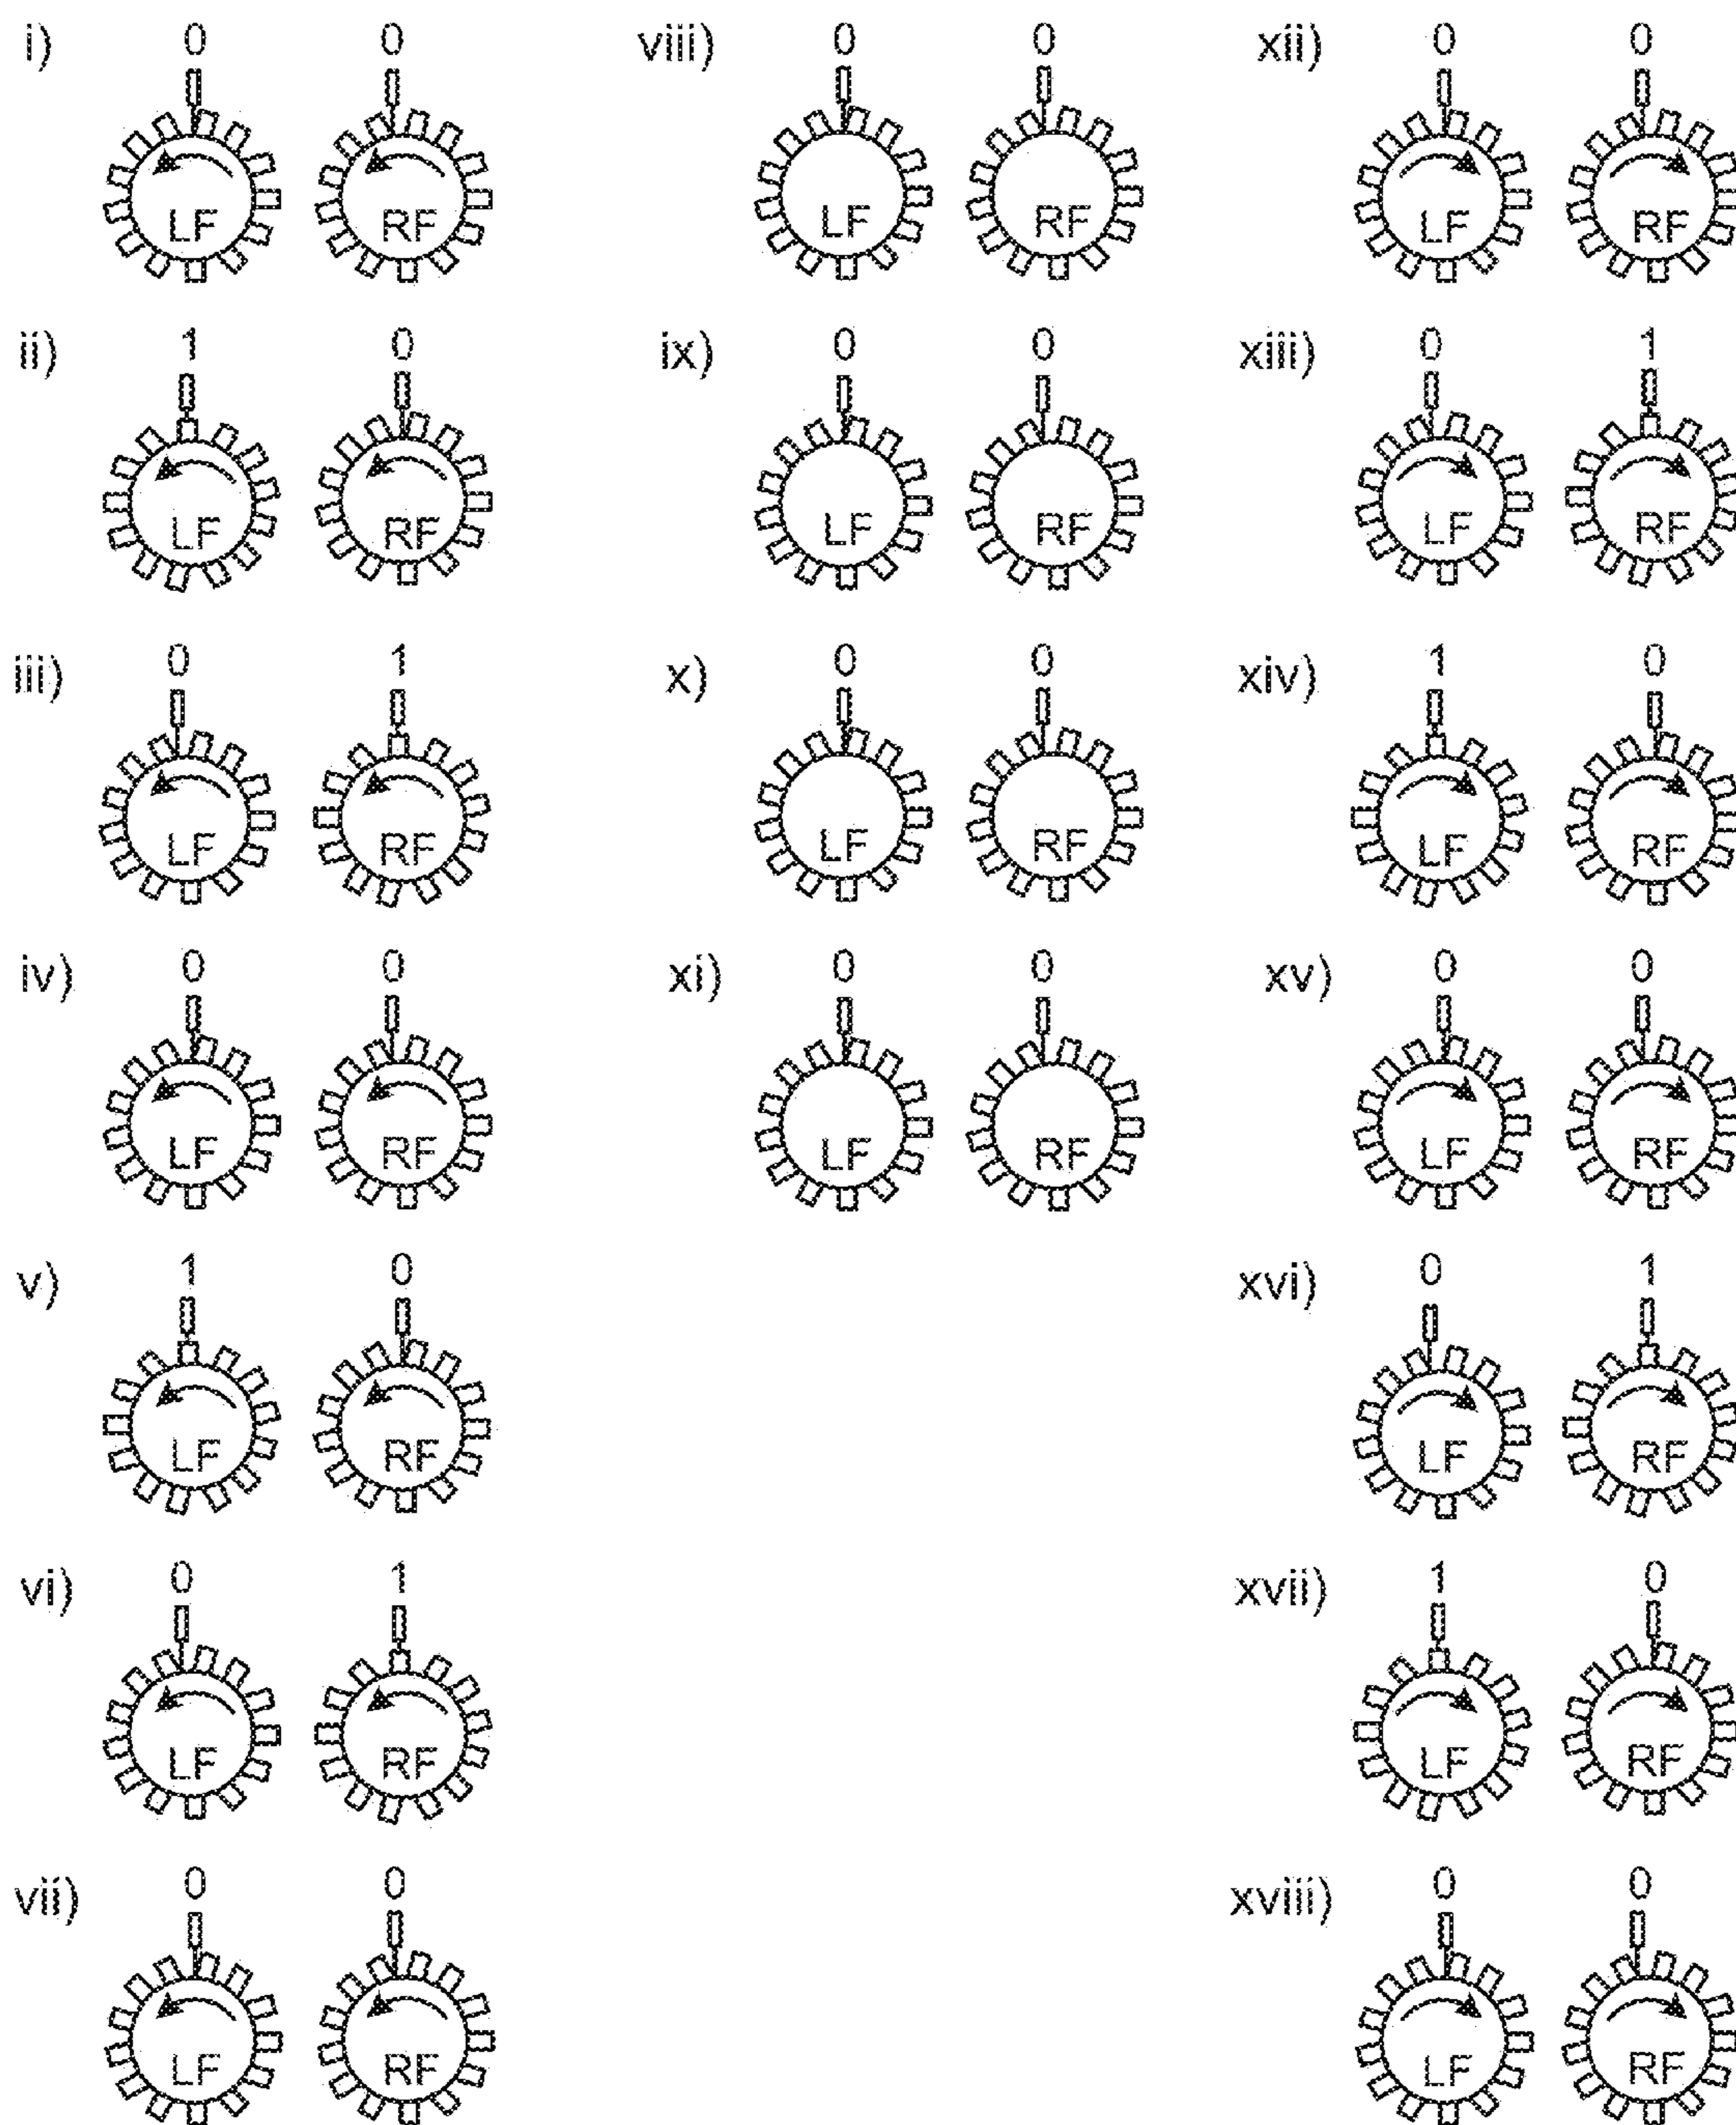 i) 0 0
LF RF
ii) 1 0
LF RF
iii) 0 1
LF RF
iv) 0 0
LF RF
v) 1 0
LF RF
vi) 0 1
LF RF
vii) 0 0
LF RF
viii) 0 0
LF RF
ix) 0 0
LF RF
x) 0 0
LF RF
xi) 0 0
LF RF
xii) 0 0
LF RF
xiii) 0 1
LF RF
xiv) 1 0
LF RF
xv) 0 0
LF RF
xvi) 0 1
LF RF
xvii) 1 0
LF RF
xviii) 0 0
LF RF